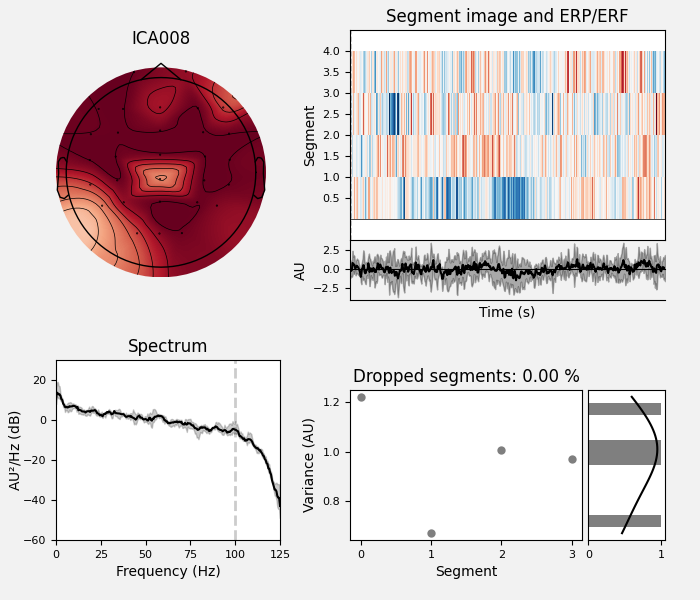 ICA008
Segment image and ERP/ERF
Segment
4.0
3.5
3.0
2.5
2.0
1.5
1.0
0.5
AU
2.5
0.0
−2.5
Time (s)
Spectrum
AU²/Hz (dB)
20
0
−20
−40
−60
0 25 50 75 100 125
Frequency (Hz)
Dropped segments: 0.00 %
Variance (AU)
1.2
1.0
0.8
0 1 2 3
Segment
0 1